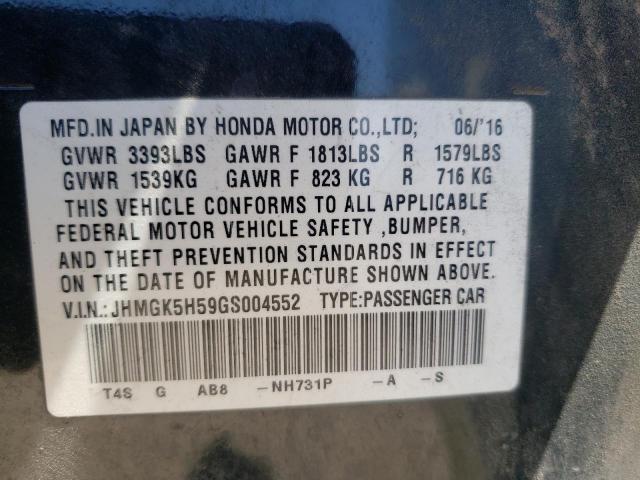 MFD.IN JAPAN BY HONDA MOTOR CO.,LTD; 06/'16
GVWR 3393LBS GAWR F 1813LBS R 1579LBS
GVWR 1539KG GAWR F 823 KG R 716 KG
THIS VEHICLE CONFORMS TO ALL APPLICABLE
FEDERAL MOTOR VEHICLE SAFETY ,BUMPER,
AND THEFT PREVENTION STANDARDS IN EFFECT
ON THE DATE OF MANUFACTURE SHOWN ABOVE.
V.I.N.:JHMGK5H59GS004552 TYPE:PASSENGER CAR
T4S G AB8 -NH731P -A -S